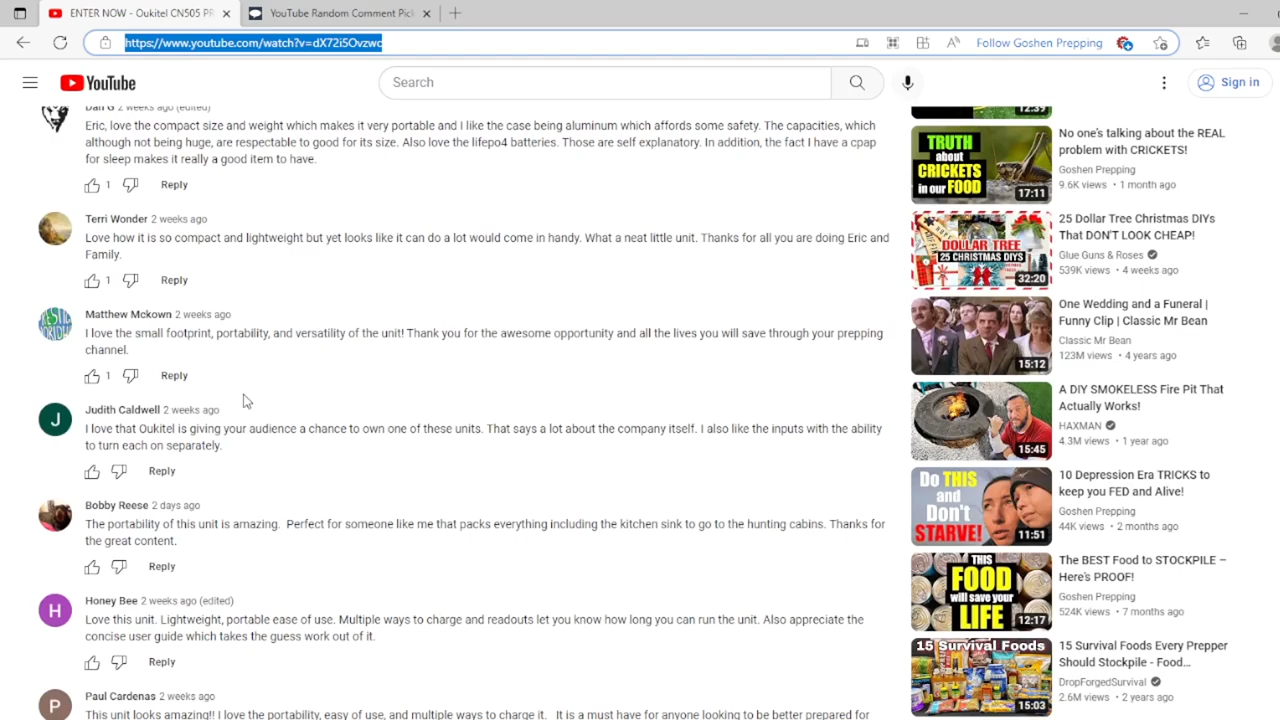 ENTER NOW - Oukitel CN505 PR
YouTube Random Comment Pick
https://www.youtube.com/watch?v=dX72i5Ovzwc
Follow Goshen Prepping
YouTube
Search
Sign in
Dan G 2 weeks ago (edited)
Eric, love the compact size and weight which makes it very portable and I like the case being aluminum which affords some safety. The capacities, which
although not being huge, are respectable to good for its size. Also love the lifepo4 batteries. Those are self explanatory. In addition, the fact I have a cpap
for sleep makes it really a good item to have.
1 Reply
Terri Wonder 2 weeks ago
Love how it is so compact and lightweight but yet looks like it can do a lot would come in handy. What a neat little unit. Thanks for all you are doing Eric and
Family.
1 Reply
Matthew Mckown 2 weeks ago
I love the small footprint, portability, and versatility of the unit! Thank you for the awesome opportunity and all the lives you will save through your prepping
channel.
1 Reply
J
Judith Caldwell 2 weeks ago
I love that Oukitel is giving your audience a chance to own one of these units. That says a lot about the company itself. I also like the inputs with the ability
to turn each on separately.
Reply
Bobby Reese 2 days ago
The portability of this unit is amazing. Perfect for someone like me that packs everything including the kitchen sink to go to the hunting cabins. Thanks for
the great content.
Reply
H
Honey Bee 2 weeks ago (edited)
Love this unit. Lightweight, portable ease of use. Multiple ways to charge and readouts let you know how long you can run the unit. Also appreciate the
concise user guide which takes the guess work out of it.
Reply
P
Paul Cardenas 2 weeks ago
This unit looks amazing!! I love the portability, easy of use, and multiple ways to charge it. It is a must have for anyone looking to be better prepared for
12:39
TRUTH
about
CRICKETS
in our FOOD
17:11
No one's talking about the REAL
problem with CRICKETS!
Goshen Prepping
9.6K views • 1 month ago
DOLLAR TREE
25 CHRISTMAS DIYS
32:20
25 Dollar Tree Christmas DIYs
That DON'T LOOK CHEAP!
Glue Guns & Roses
539K views • 4 weeks ago
15:12
One Wedding and a Funeral |
Funny Clip | Classic Mr Bean
Classic Mr Bean
123M views • 4 years ago
15:45
A DIY SMOKELESS Fire Pit That
Actually Works!
HAXMAN
4.3M views • 1 year ago
Do THIS
and
Don't
STARVE!
11:51
10 Depression Era TRICKS to
keep you FED and Alive!
Goshen Prepping
44K views • 2 months ago
THIS
FOOD
will save your
LIFE
12:17
The BEST Food to STOCKPILE –
Here's PROOF!
Goshen Prepping
524K views • 7 months ago
15 Survival Foods
15:03
15 Survival Foods Every Prepper
Should Stockpile - Food...
DropForgedSurvival
2.6M views • 2 years ago